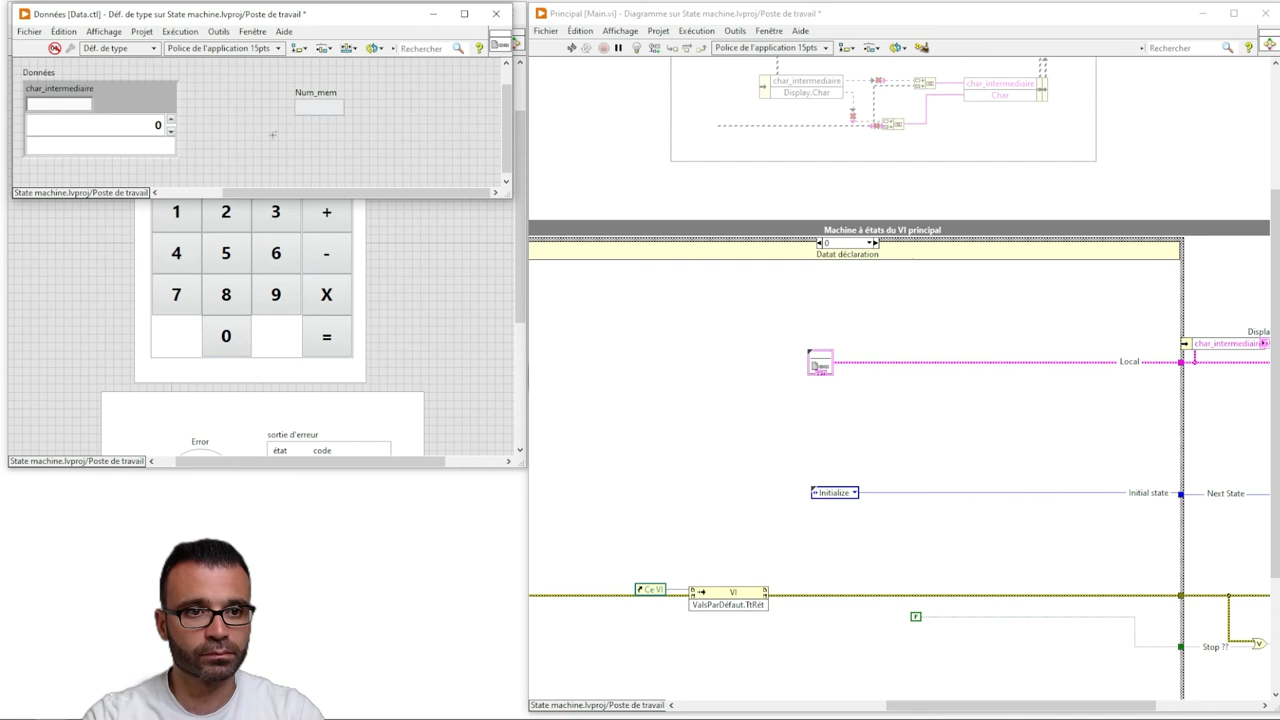 Données [Data.ctl] - Déf. de type sur State machine.lvproj/Poste de travail *
Fichier Édition Affichage Projet Exécution Outils Fenêtre Aide
Déf. de type Police de l'application 15pts Rechercher
Données
char_intermediaire
0
Num_mem
State machine.lvproj/Poste de travail
1 2 3 +
4 5 6 -
7 8 9 X
0 =
Error
sortie d'erreur
état code
State machine.lvproj/Poste de travail
Principal [Main.vi] - Diagramme sur State machine.lvproj/Poste de travail *
Fichier Édition Affichage Projet Exécution Outils Fenêtre Aide
Police de l'application 15pts Rechercher
char_intermediaire
Display.Char
char_intermediaire
Char
Machine à états du VI principal
0
Datat déclaration
Displa
char_intermediair
Local
Initialize
Initial state
Next State
Ce VI
VI
ValsParDéfaut.TtRét
F
Stop ??
V
State machine.lvproj/Poste de travail